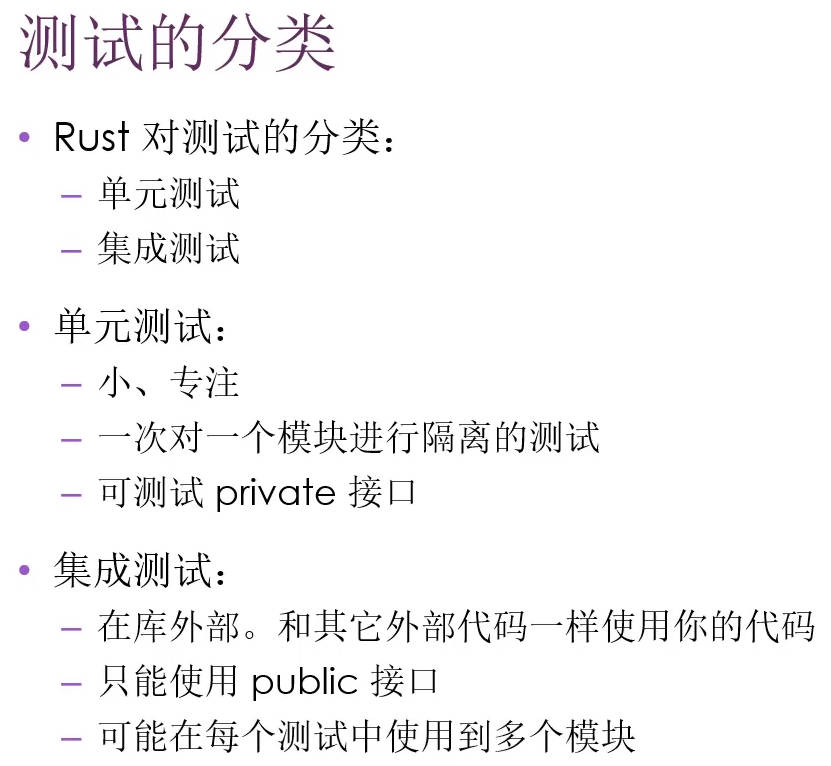 测试的分类
• Rust 对测试的分类：
– 单元测试
– 集成测试
• 单元测试：
– 小、专注
– 一次对一个模块进行隔离的测试
– 可测试 private 接口
• 集成测试：
– 在库外部。和其它外部代码一样使用你的代码
– 只能使用 public 接口
– 可能在每个测试中使用到多个模块